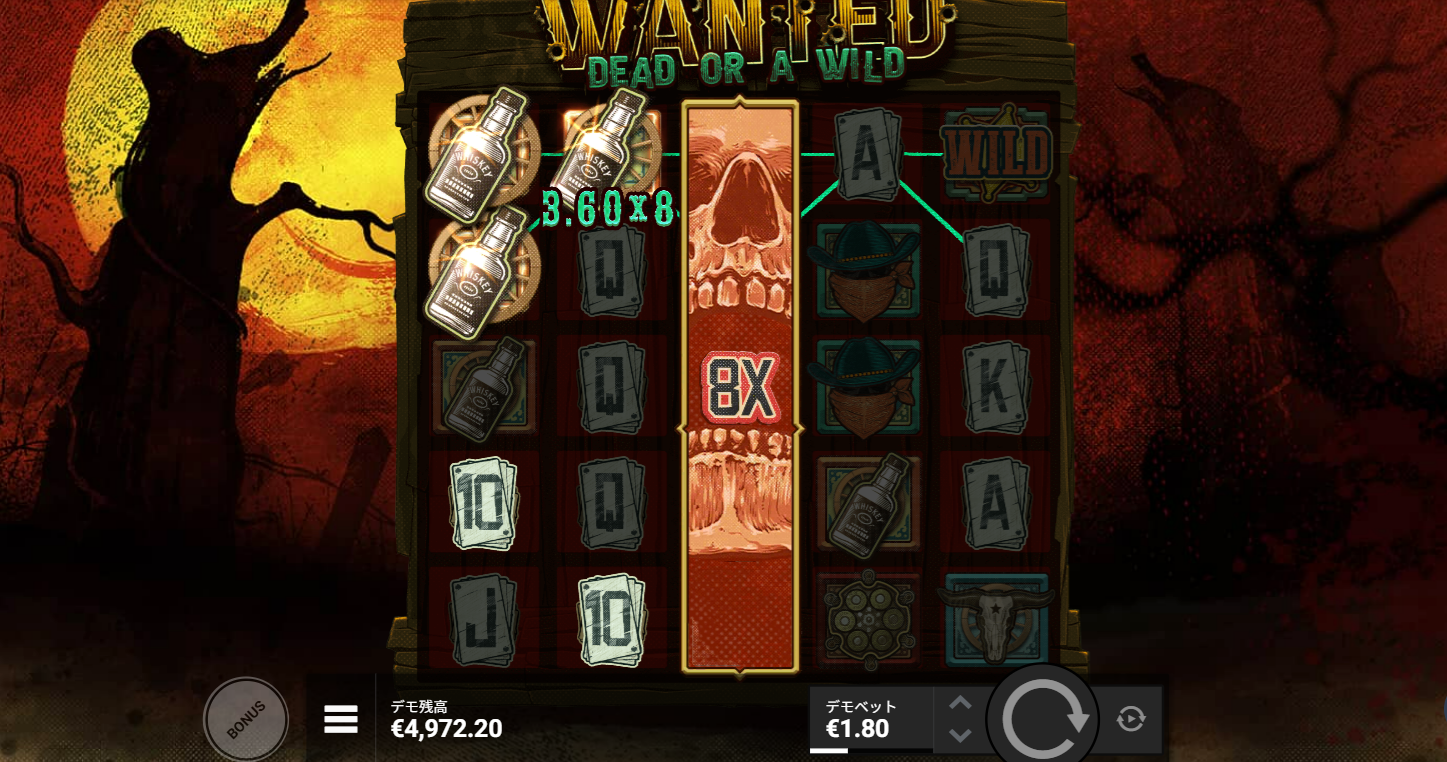 WANTED
DEAD OR A WILD
WHISKEY
WHISKEY
A
WILD
3.60x8
WHISKEY
Q
Q
8X
WHISKEY
Q
K
10
Q
WHISKEY
A
J
10
BONUS
デモ残高
€4,972.20
デモベット
€1.80